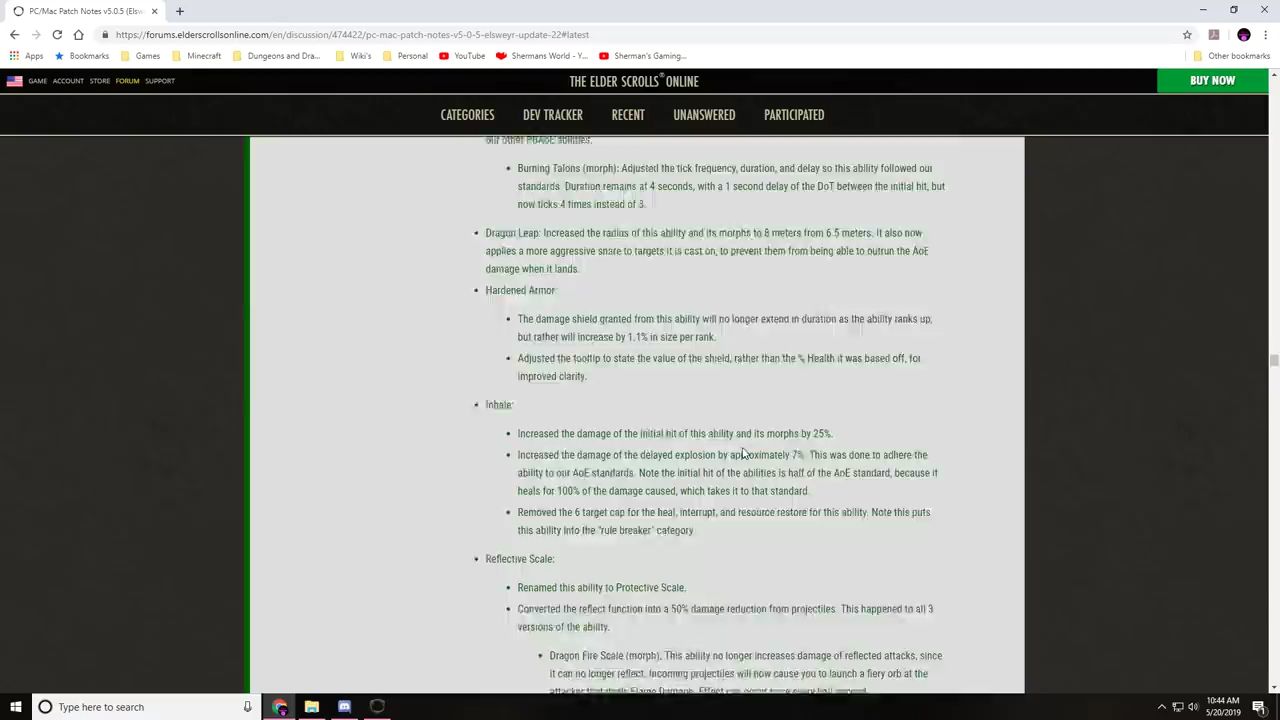 PC/Mac Patch Notes v5.0.5 (Elsw
https://forums.elderscrollsonline.com/en/discussion/474422/pc-mac-patch-notes-v5-0-5-elsweyr-update-22#latest
Apps Bookmarks Games Minecraft Dungeons and Dra... Wiki's Personal YouTube Shermans World - Y... Sherman's Gaming... Other bookmarks
GAME ACCOUNT STORE FORUM SUPPORT
THE ELDER SCROLLS® ONLINE
BUY NOW
CATEGORIES DEV TRACKER RECENT UNANSWERED PARTICIPATED
our other PBAoE abilities.
Burning Talons (morph): Adjusted the tick frequency, duration, and delay so this ability followed our
standards. Duration remains at 4 seconds, with a 1 second delay of the DoT between the initial hit, but
now ticks 4 times instead of 3.
Dragon Leap: Increased the radius of this ability and its morphs to 8 meters from 6.5 meters. It also now
applies a more aggressive snare to targets it is cast on, to prevent them from being able to outrun the AoE
damage when it lands.
Hardened Armor:
The damage shield granted from this ability will no longer extend in duration as the ability ranks up,
but rather will increase by 1.1% in size per rank.
Adjusted the tooltip to state the value of the shield, rather than the % Health it was based off, for
improved clarity.
Inhale:
Increased the damage of the initial hit of this ability and its morphs by 25%.
Increased the damage of the delayed explosion by approximately 7%. This was done to adhere the
ability to our AoE standards. Note the initial hit of the abilities is half of the AoE standard, because it
heals for 100% of the damage caused, which takes it to that standard.
Removed the 6 target cap for the heal, interrupt, and resource restore for this ability. Note this puts
this ability into the "rule breaker" category
Reflective Scale:
Renamed this ability to Protective Scale.
Converted the reflect function into a 50% damage reduction from projectiles. This happened to all 3
versions of the ability.
Dragon Fire Scale (morph): This ability no longer increases damage of reflected attacks, since
it can no longer reflect. Incoming projectiles will now cause you to launch a fiery orb at the
attacker that deals Flame Damage. Effect can occur once every half second.
Type here to search
10:44 AM
5/20/2019